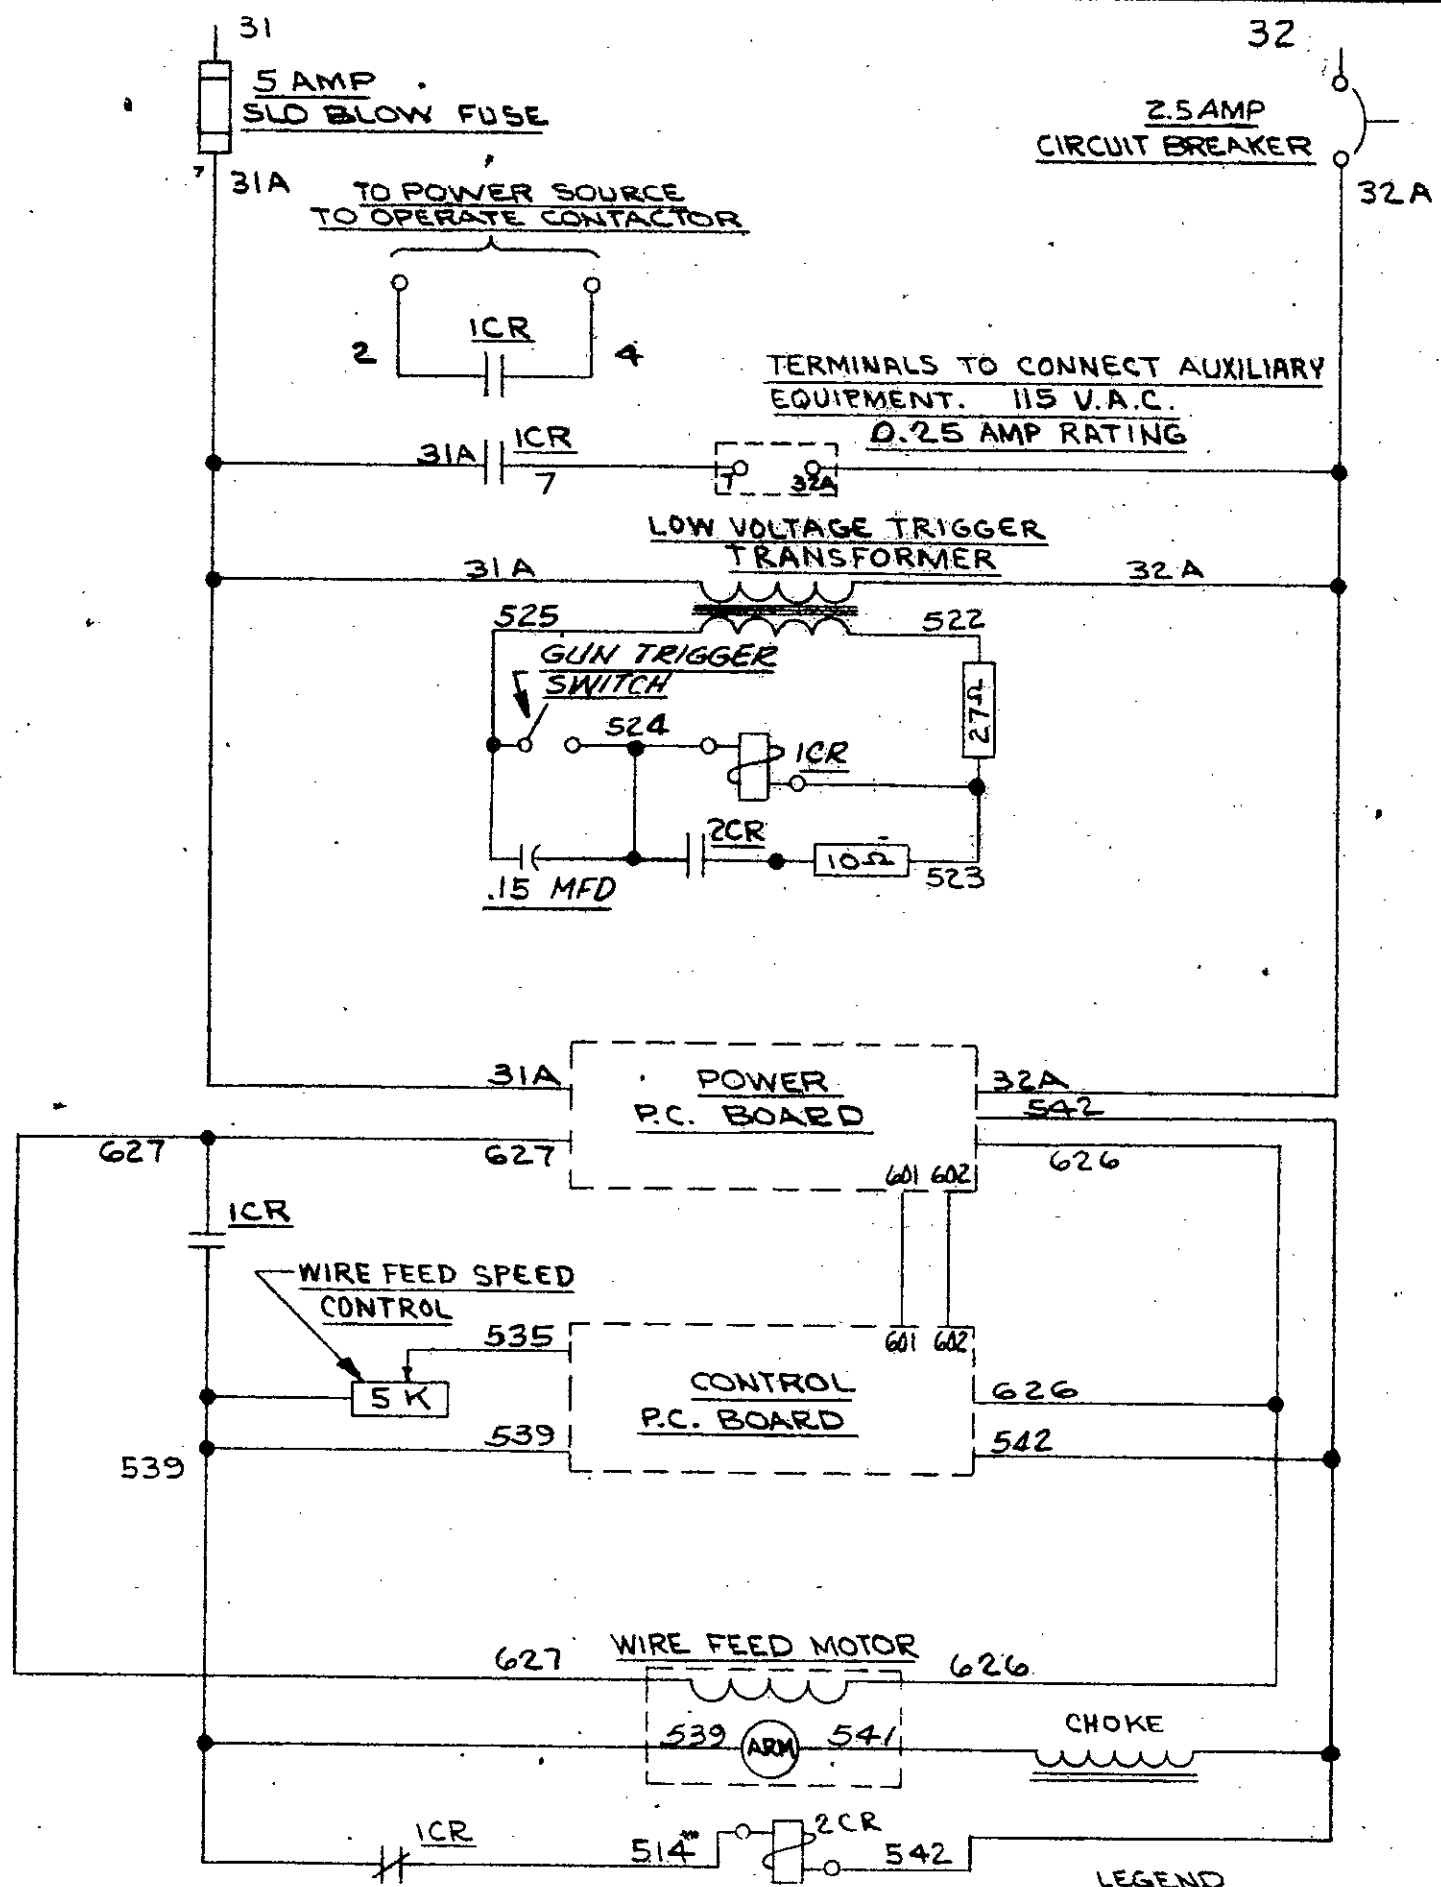 31
32
5 AMP
SLO BLOW FUSE
2.5 AMP
CIRCUIT BREAKER
31A
32A
TO POWER SOURCE
TO OPERATE CONTACTOR
2
1CR
4
TERMINALS TO CONNECT AUXILIARY
EQUIPMENT. 115 V.A.C.
0.25 AMP RATING
31A
1CR
7
7
32A
LOW VOLTAGE TRIGGER
TRANSFORMER
31A
32A
525
522
GUN TRIGGER
SWITCH
27Ω
524
1CR
2CR
10Ω
523
.15 MFD
31A
POWER
P.C. BOARD
32A
542
627
627
626
601 602
1CR
WIRE FEED SPEED
CONTROL
535
601 602
5 K
CONTROL
P.C. BOARD
626
539
539
542
WIRE FEED MOTOR
627
626
539
ARM
541
CHOKE
1CR
514
2CR
542
LEGEND